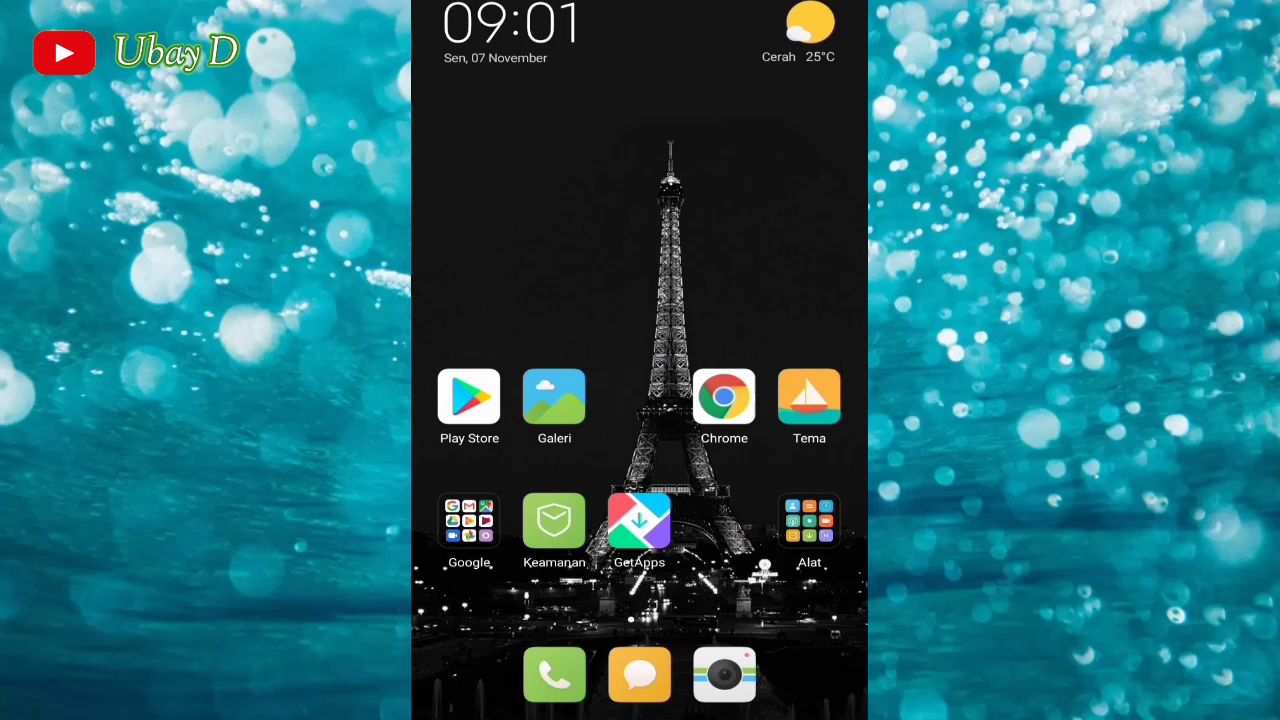 Ubay D
09:01
Sen, 07 November
Cerah 25°C
Play Store
Galeri
Chrome
Tema
Google
Keamanan
GetApps
Alat